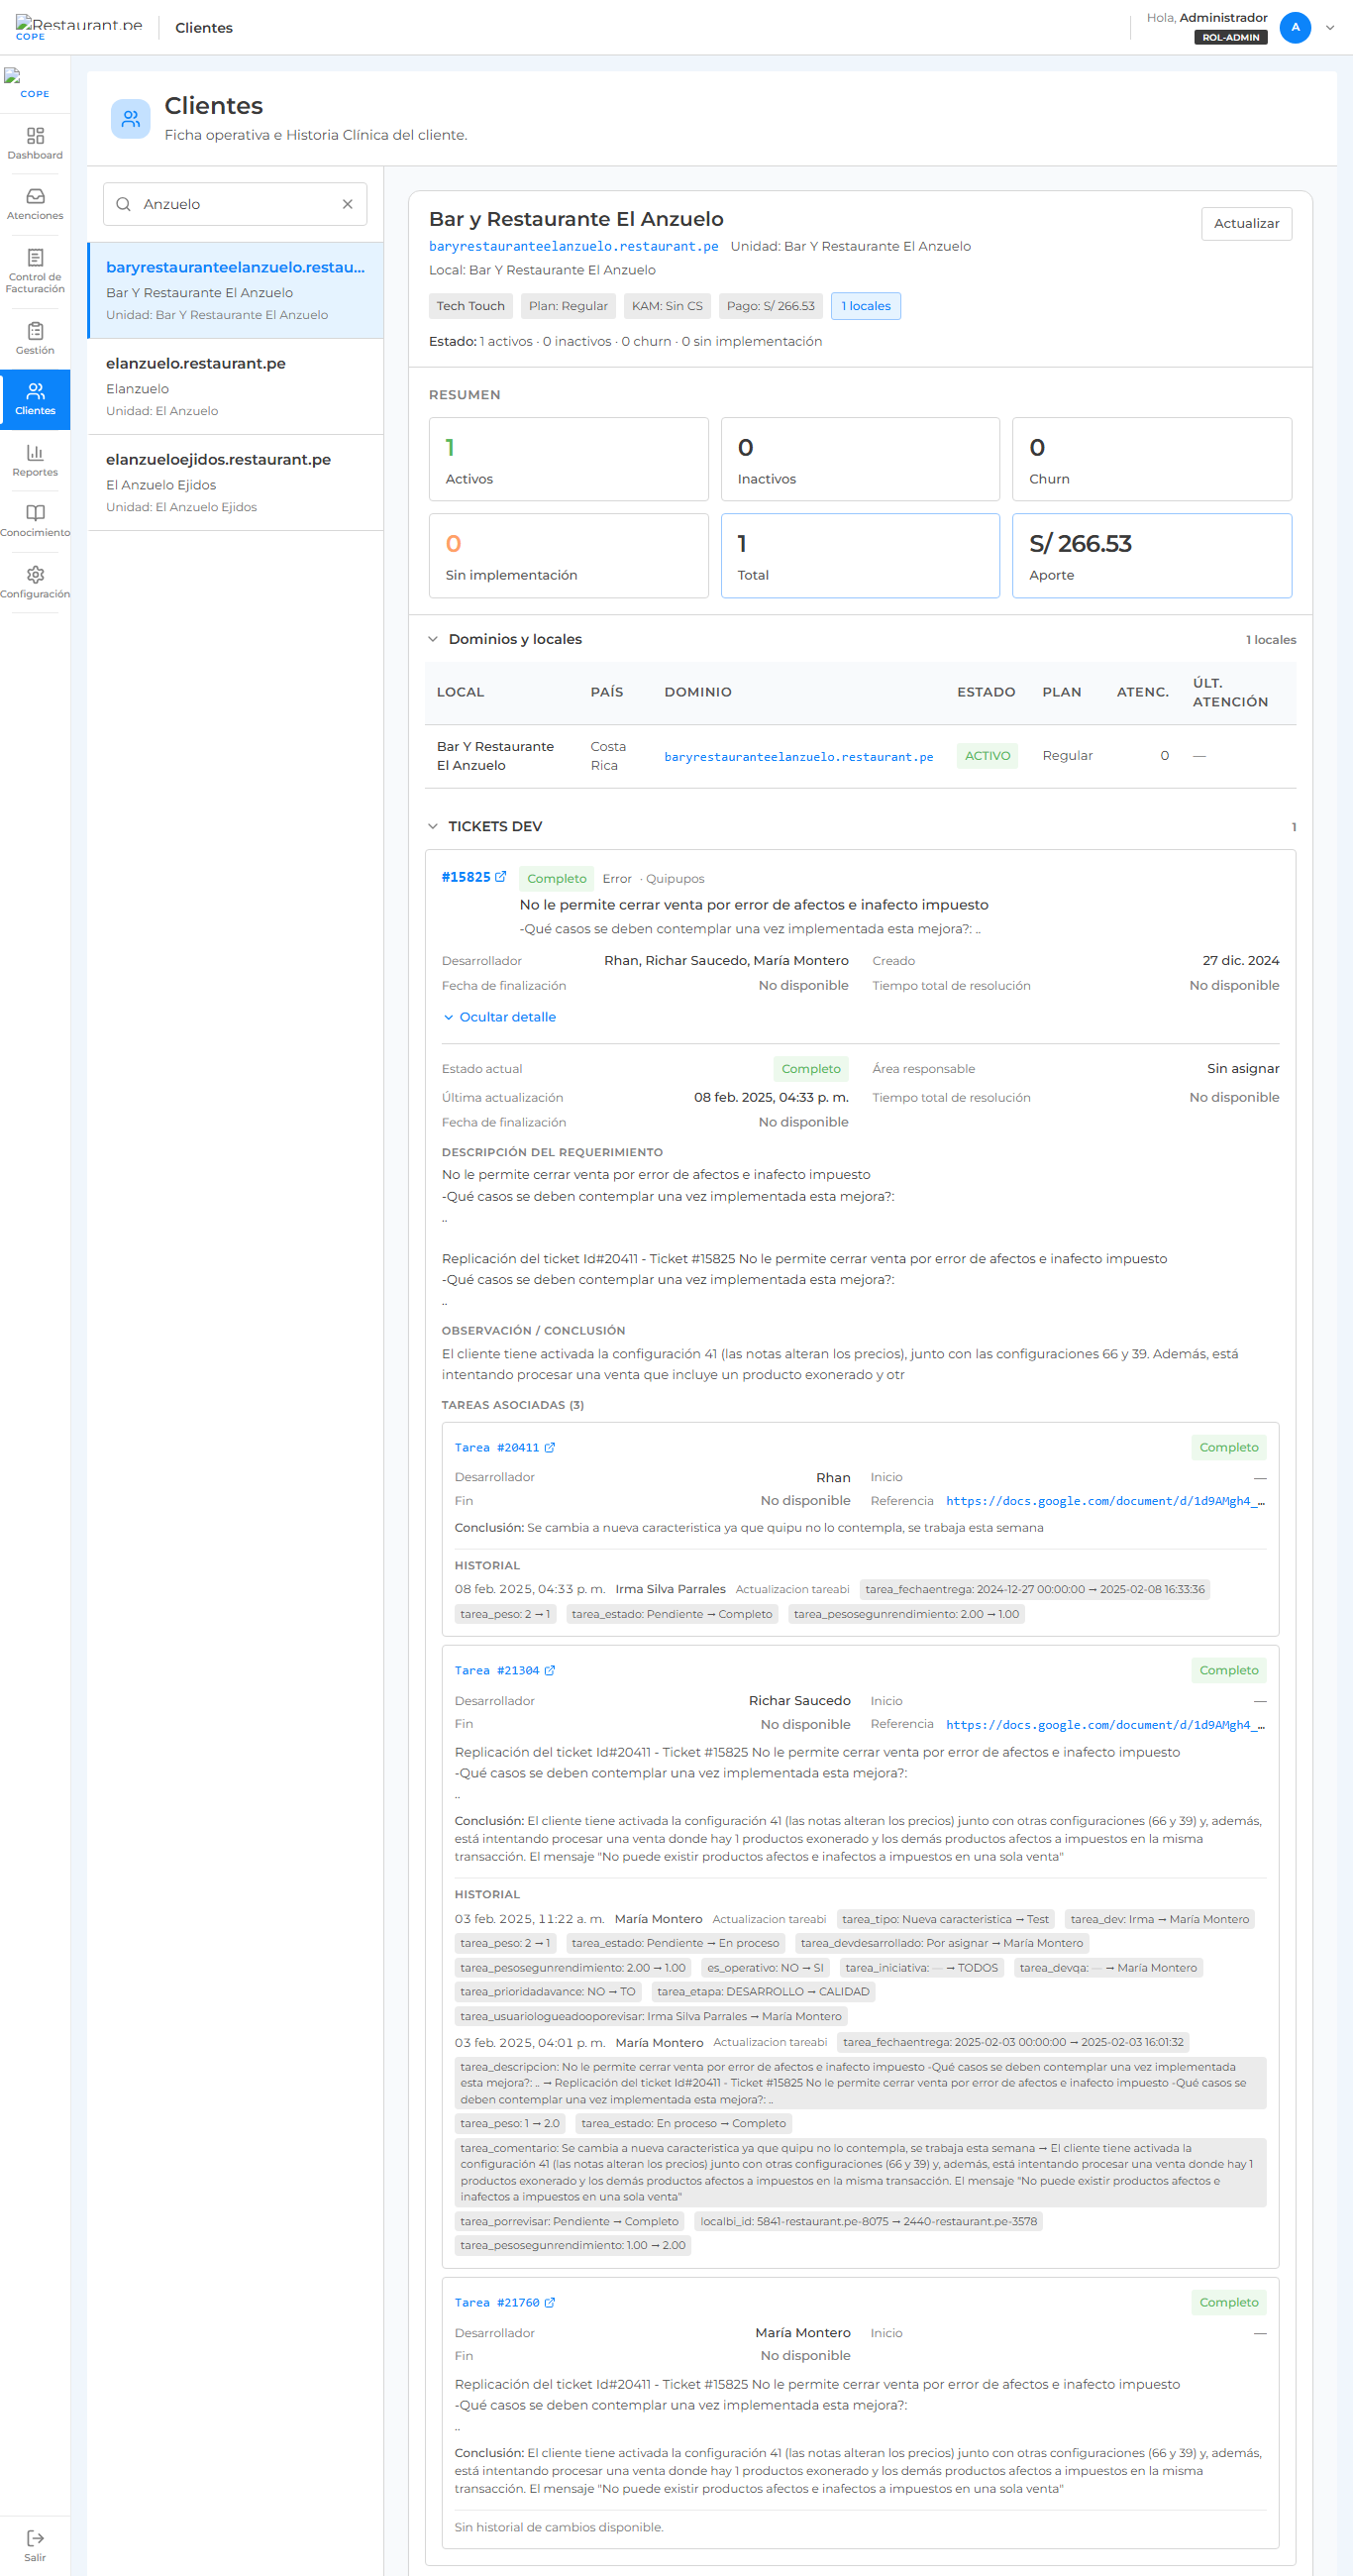 Restaurant.pe
COPE
Clientes
Hola, Administrador
ROL-ADMIN
A
COPE
Dashboard
Atenciones
Control de
Facturación
Gestión
Clientes
Reportes
Conocimiento
Configuración
Salir
Clientes
Ficha operativa e Historia Clínica del cliente.
Anzuelo
baryrestauranteelanzuelo.restau...
Bar Y Restaurante El Anzuelo
Unidad: Bar Y Restaurante El Anzuelo
elanzuelo.restaurant.pe
Elanzuelo
Unidad: El Anzuelo
elanzueloejidos.restaurant.pe
El Anzuelo Ejidos
Unidad: El Anzuelo Ejidos
Bar y Restaurante El Anzuelo
Actualizar
baryrestauranteelanzuelo.restaurant.pe Unidad: Bar Y Restaurante El Anzuelo
Local: Bar Y Restaurante El Anzuelo
Tech Touch Plan: Regular KAM: Sin CS Pago: S/ 266.53 1 locales
Estado: 1 activos · 0 inactivos · 0 churn · 0 sin implementación
RESUMEN
1
Activos
0
Inactivos
0
Churn
0
Sin implementación
1
Total
S/ 266.53
Aporte
Dominios y locales 1 locales
LOCAL PAÍS DOMINIO ESTADO PLAN ATENC. ÚLT. ATENCIÓN
Bar Y Restaurante El Anzuelo Costa Rica baryrestauranteelanzuelo.restaurant.pe ACTIVO Regular 0 —
TICKETS DEV 1
#15825 Completo Error · Quipupos
No le permite cerrar venta por error de afectos e inafecto impuesto
-Qué casos se deben contemplar una vez implementada esta mejora?: ..
Desarrollador Rhan, Richar Saucedo, María Montero Creado 27 dic. 2024
Fecha de finalización No disponible Tiempo total de resolución No disponible
Ocultar detalle
Estado actual Completo Área responsable Sin asignar
Última actualización 08 feb. 2025, 04:33 p. m. Tiempo total de resolución No disponible
Fecha de finalización No disponible
DESCRIPCIÓN DEL REQUERIMIENTO
No le permite cerrar venta por error de afectos e inafecto impuesto
-Qué casos se deben contemplar una vez implementada esta mejora?:
..
Replicación del ticket Id#20411 - Ticket #15825 No le permite cerrar venta por error de afectos e inafecto impuesto
-Qué casos se deben contemplar una vez implementada esta mejora?:
..
OBSERVACIÓN / CONCLUSIÓN
El cliente tiene activada la configuración 41 (las notas alteran los precios), junto con las configuraciones 66 y 39. Además, está
intentando procesar una venta que incluye un producto exonerado y otr
TAREAS ASOCIADAS (3)
Tarea #20411 Completo
Desarrollador Rhan Inicio —
Fin No disponible Referencia https://docs.google.com/document/d/1d9AMgh4_…
Conclusión: Se cambia a nueva caracteristica ya que quipu no lo contempla, se trabaja esta semana
HISTORIAL
08 feb. 2025, 04:33 p. m. Irma Silva Parrales Actualizacion tareabi tarea_fechaentrega: 2024-12-27 00:00:00 → 2025-02-08 16:33:36
tarea_peso: 2 → 1 tarea_estado: Pendiente → Completo tarea_pesosegunrendimiento: 2.00 → 1.00
Tarea #21304 Completo
Desarrollador Richar Saucedo Inicio —
Fin No disponible Referencia https://docs.google.com/document/d/1d9AMgh4_…
Replicación del ticket Id#20411 - Ticket #15825 No le permite cerrar venta por error de afectos e inafecto impuesto
-Qué casos se deben contemplar una vez implementada esta mejora?:
..
Conclusión: El cliente tiene activada la configuración 41 (las notas alteran los precios) junto con otras configuraciones (66 y 39) y, además,
está intentando procesar una venta donde hay 1 productos exonerado y los demás productos afectos a impuestos en la misma
transacción. El mensaje "No puede existir productos afectos e inafectos a impuestos en una sola venta"
HISTORIAL
03 feb. 2025, 11:22 a. m. María Montero Actualizacion tareabi tarea_tipo: Nueva caracteristica → Test tarea_dev: Irma → María Montero
tarea_peso: 2 → 1 tarea_estado: Pendiente → En proceso tarea_devdesarrollado: Por asignar → María Montero
tarea_pesosegunrendimiento: 2.00 → 1.00 es_operativo: NO → SI tarea_iniciativa: — → TODOS tarea_devqa: — → María Montero
tarea_prioridadavance: NO → TO tarea_etapa: DESARROLLO → CALIDAD
tarea_usuariologueadooporevisar: Irma Silva Parrales → María Montero
03 feb. 2025, 04:01 p. m. María Montero Actualizacion tareabi tarea_fechaentrega: 2025-02-03 00:00:00 → 2025-02-03 16:01:32
tarea_descripcion: No le permite cerrar venta por error de afectos e inafecto impuesto -Qué casos se deben contemplar una vez implementada
esta mejora?: .. → Replicación del ticket Id#20411 - Ticket #15825 No le permite cerrar venta por error de afectos e inafecto impuesto -Qué casos se
deben contemplar una vez implementada esta mejora?: ..
tarea_peso: 1 → 2.0 tarea_estado: En proceso → Completo
tarea_comentario: Se cambia a nueva caracteristica ya que quipu no lo contempla, se trabaja esta semana → El cliente tiene activada la
configuración 41 (las notas alteran los precios) junto con otras configuraciones (66 y 39) y, además, está intentando procesar una venta donde hay 1
productos exonerado y los demás productos afectos a impuestos en la misma transacción. El mensaje "No puede existir productos afectos e
inafectos a impuestos en una sola venta"
tarea_porrevisar: Pendiente → Completo localbi_id: 5841-restaurant.pe-8075 → 2440-restaurant.pe-3578
tarea_pesosegunrendimiento: 1.00 → 2.00
Tarea #21760 Completo
Desarrollador María Montero Inicio —
Fin No disponible
Replicación del ticket Id#20411 - Ticket #15825 No le permite cerrar venta por error de afectos e inafecto impuesto
-Qué casos se deben contemplar una vez implementada esta mejora?:
..
Conclusión: El cliente tiene activada la configuración 41 (las notas alteran los precios) junto con otras configuraciones (66 y 39) y, además,
está intentando procesar una venta donde hay 1 productos exonerado y los demás productos afectos a impuestos en la misma
transacción. El mensaje "No puede existir productos afectos e inafectos a impuestos en una sola venta"
Sin historial de cambios disponible.